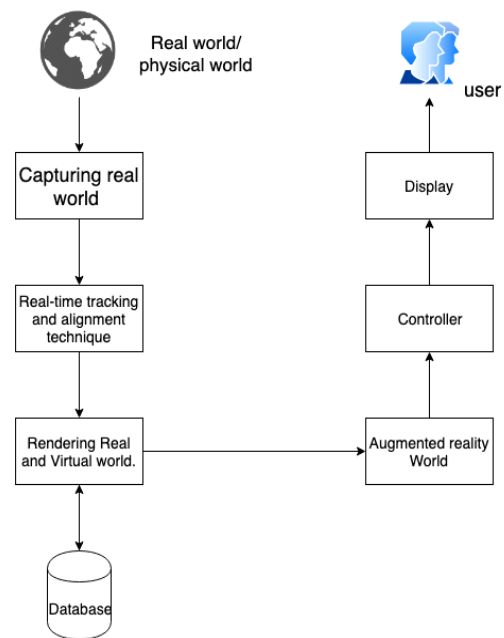 Real world/
physical world
user
Capturing real
world
Display
Real-time tracking
and alignment
technique
Controller
Rendering Real
and Virtual world.
Augmented reality
World
Database